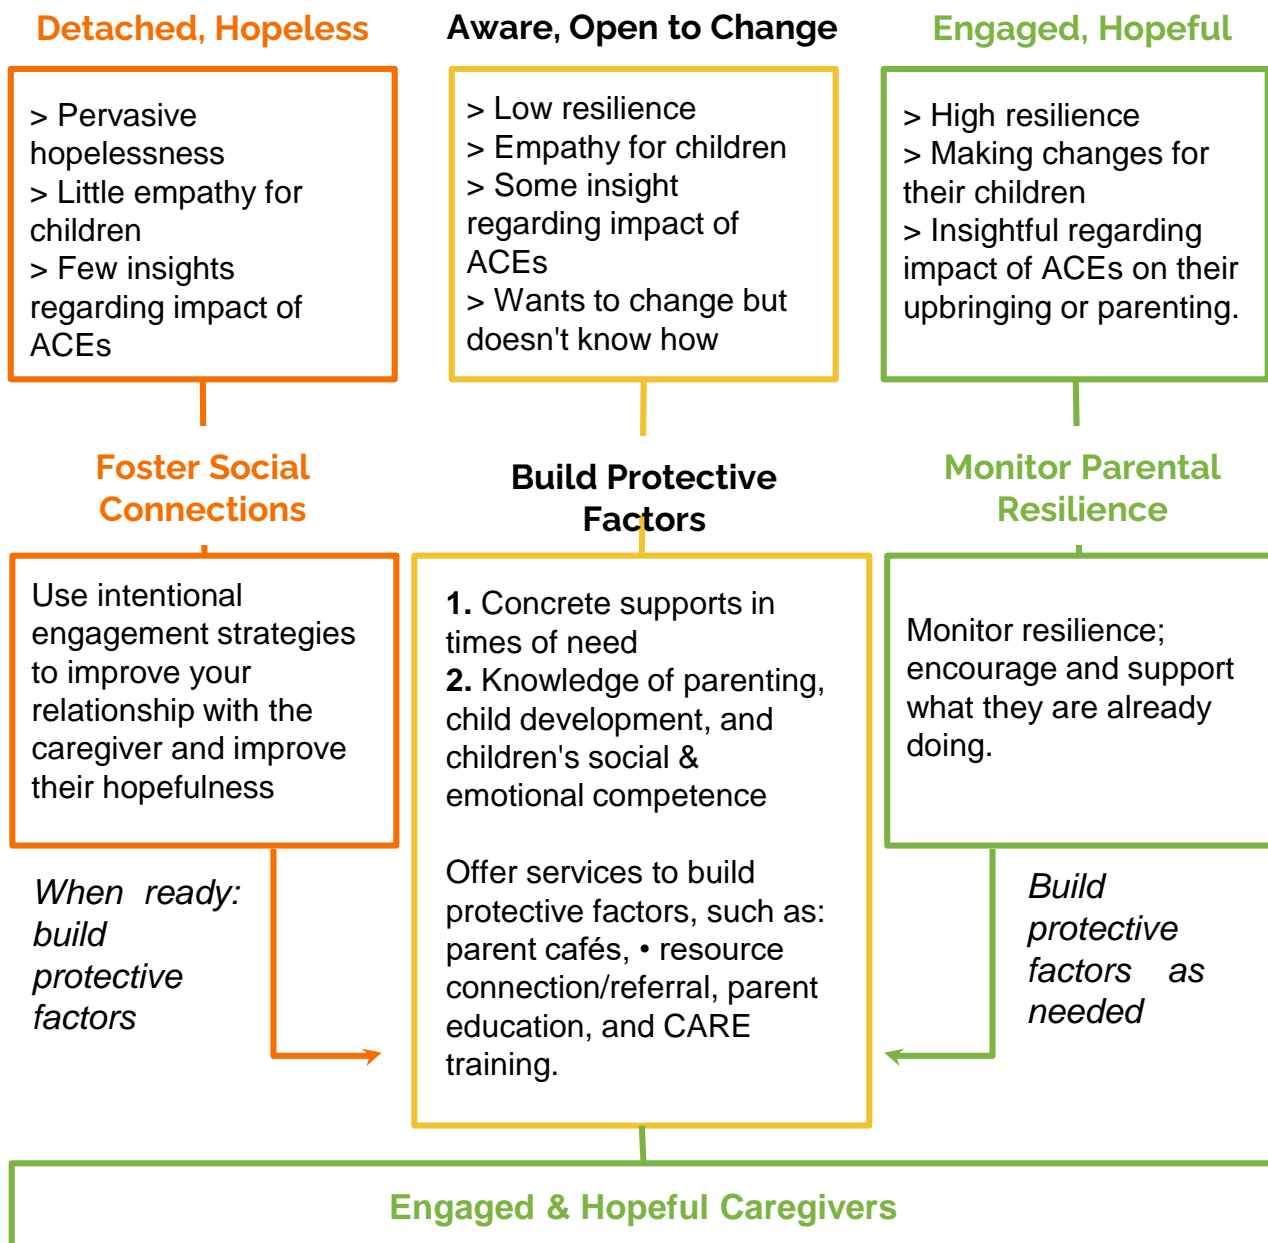 Detached, Hopeless
> Pervasive
hopelessness
> Little empathy for
children
> Few insights
regarding impact of
ACEs
Aware, Open to Change
> Low resilience
> Empathy for children
> Some insight
regarding impact of
ACEs
> Wants to change but
doesn't know how
Engaged, Hopeful
> High resilience
> Making changes for
their children
> Insightful regarding
impact of ACEs on their
upbringing or parenting.
Foster Social
Connections
Use intentional
engagement strategies
to improve your
relationship with the
caregiver and improve
their hopefulness
When ready:
build
protective
factors
Build Protective
Factors
1. Concrete supports in
times of need
2. Knowledge of parenting,
child development, and
children's social &
emotional competence
Offer services to build
protective factors, such as:
parent cafés, • resource
connection/referral, parent
education, and CARE
training.
Monitor Parental
Resilience
Monitor resilience;
encourage and support
what they are already
doing.
Build
protective
factors as
needed
Engaged & Hopeful Caregivers